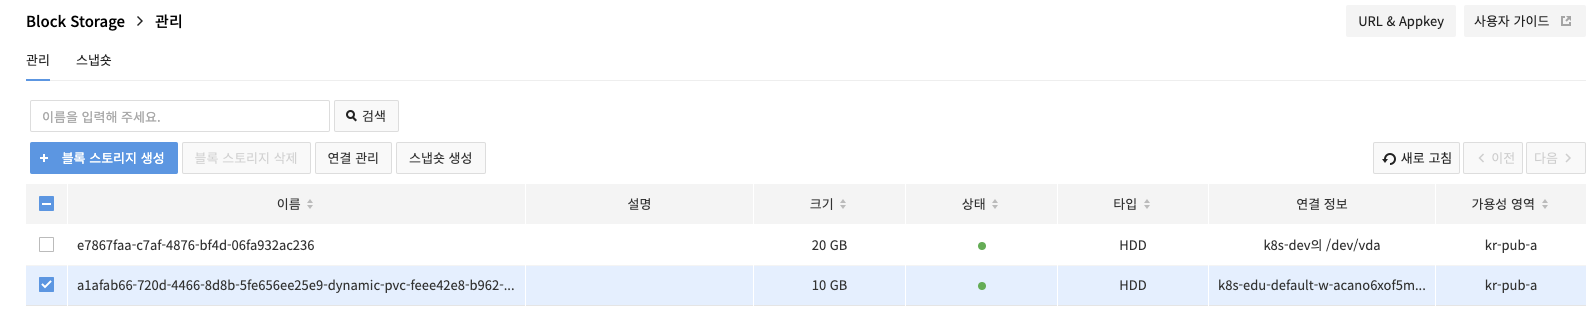 Block Storage > 관리
URL & Appkey
사용자 가이드
관리
스냅숏
이름을 입력해 주세요.
검색
+ 블록 스토리지 생성
블록 스토리지 삭제
연결 관리
스냅숏 생성
새로 고침
< 이전
다음 >
이름 설명 크기 상태 타입 연결 정보 가용성 영역
e7867faa-c7af-4876-bf4d-06fa932ac236 20 GB HDD k8s-dev의 /dev/vda kr-pub-a
a1afab66-720d-4466-8d8b-5fe656ee25e9-dynamic-pvc-feee42e8-b962-... 10 GB HDD k8s-edu-default-w-acano6xof5m... kr-pub-a